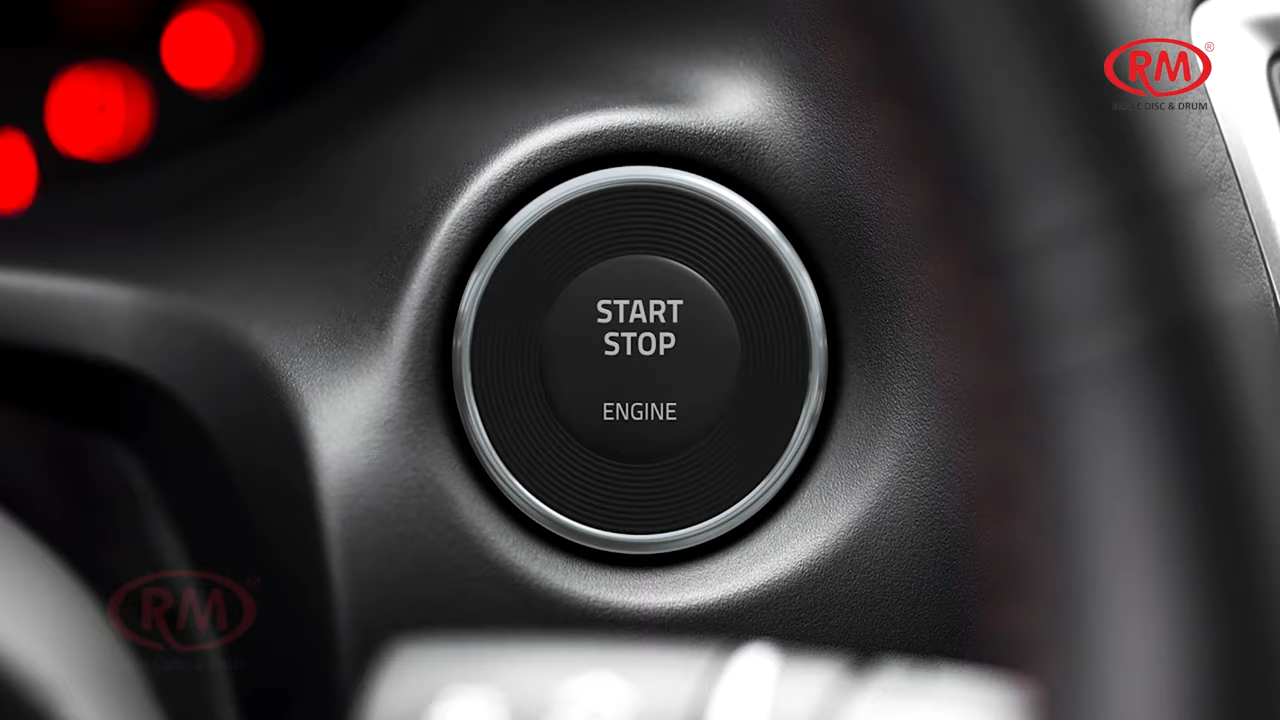 RM®
DISC & DRUM
START
STOP
ENGINE
RM®